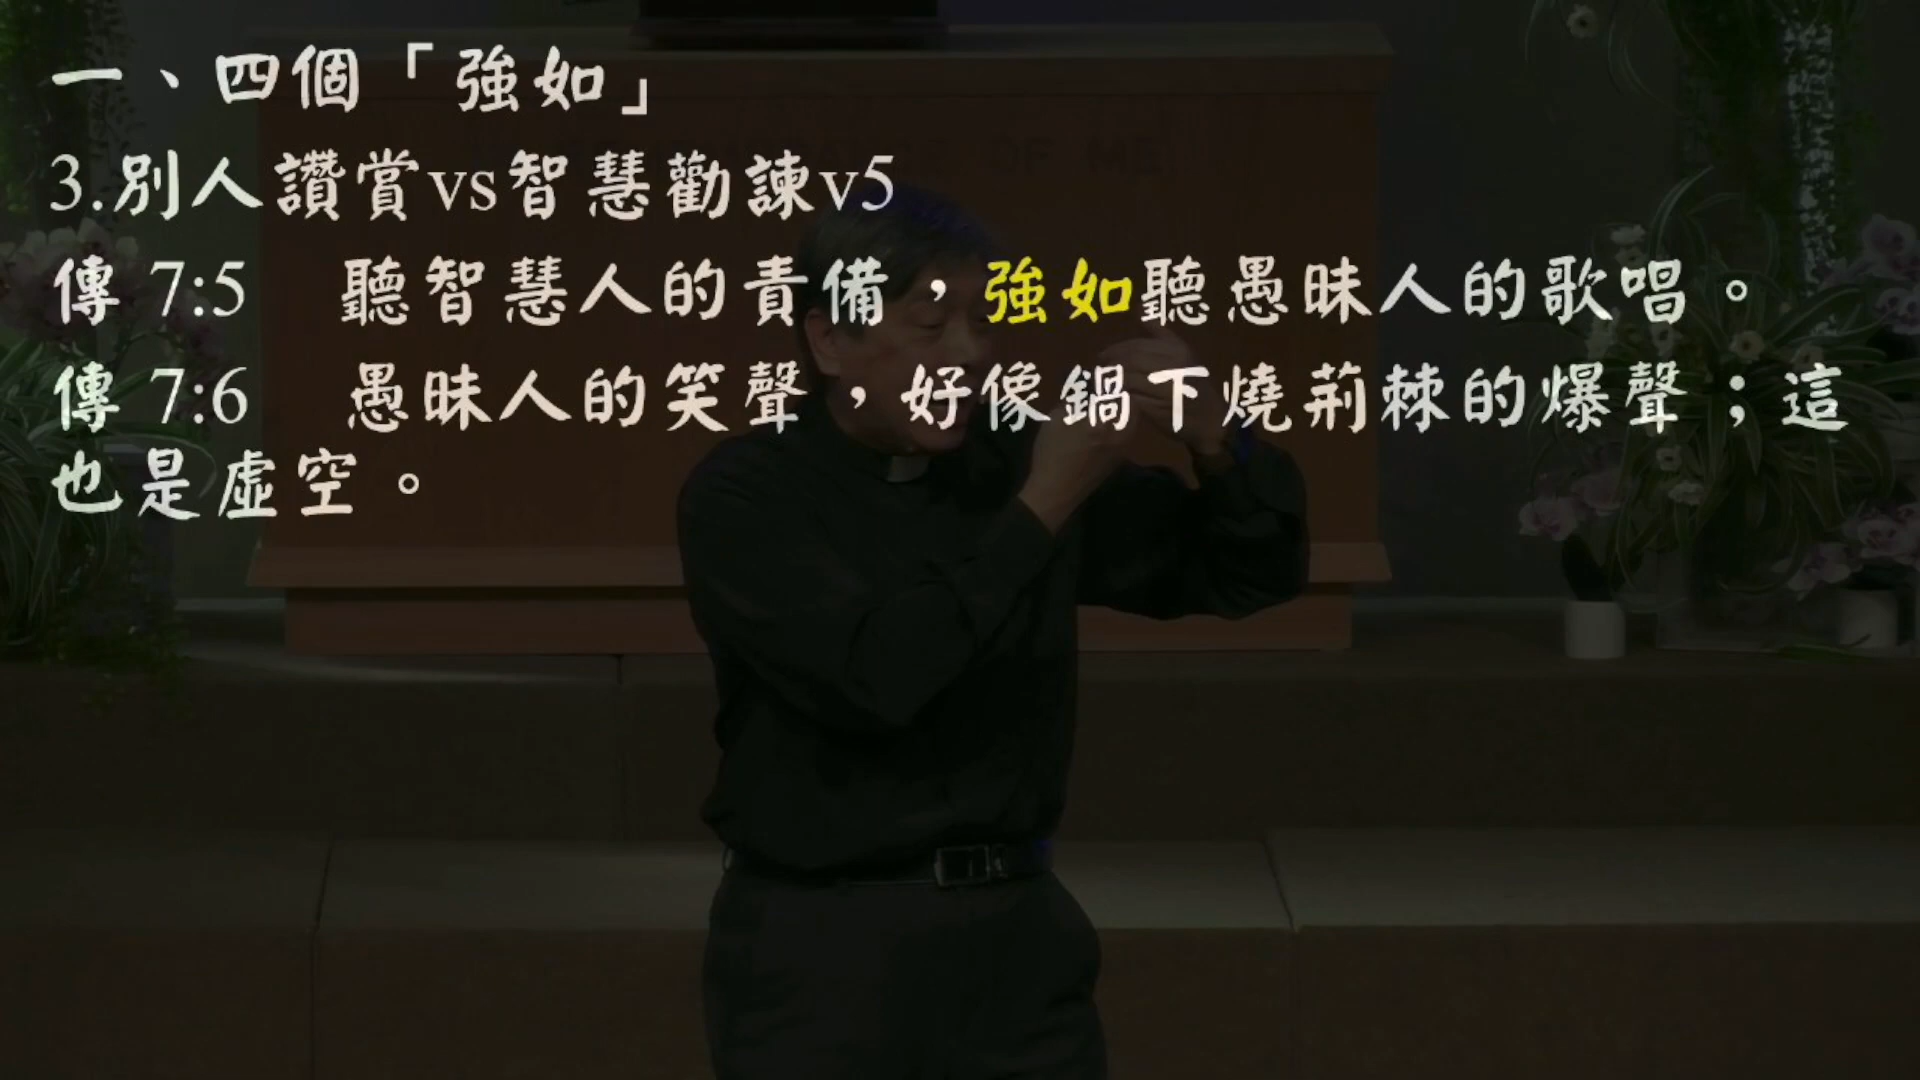 一、四個「強如」
3.別人讚賞vs智慧勸諫v5
傳 7:5　聽智慧人的責備，強如聽愚昧人的歌唱。
傳 7:6　愚昧人的笑聲，好像鍋下燒荊棘的爆聲；這
也是虛空。
OF ME